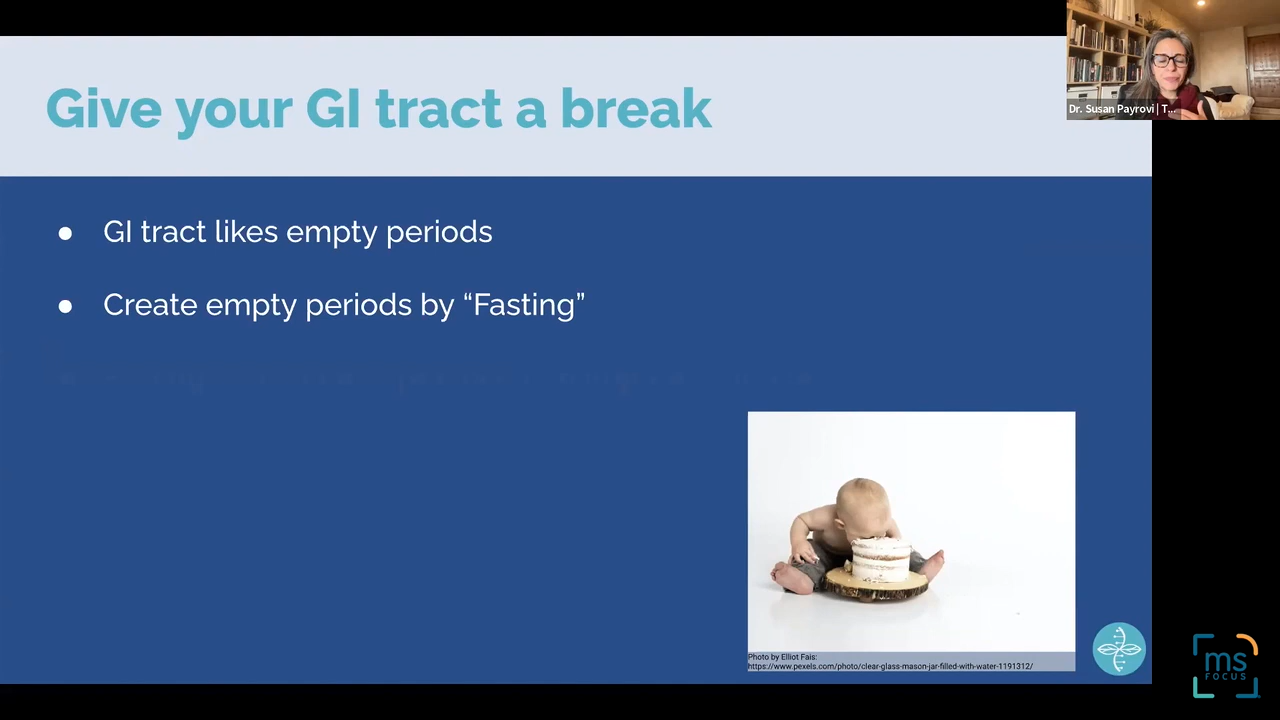 Give your GI tract a break
Dr. Susan Payrovi | T...
● GI tract likes empty periods
● Create empty periods by “Fasting”
Photo by Elliot Fais:
https://www.pexels.com/photo/clear-glass-mason-jar-filled-with-water-1191312/
ms
FOCUS